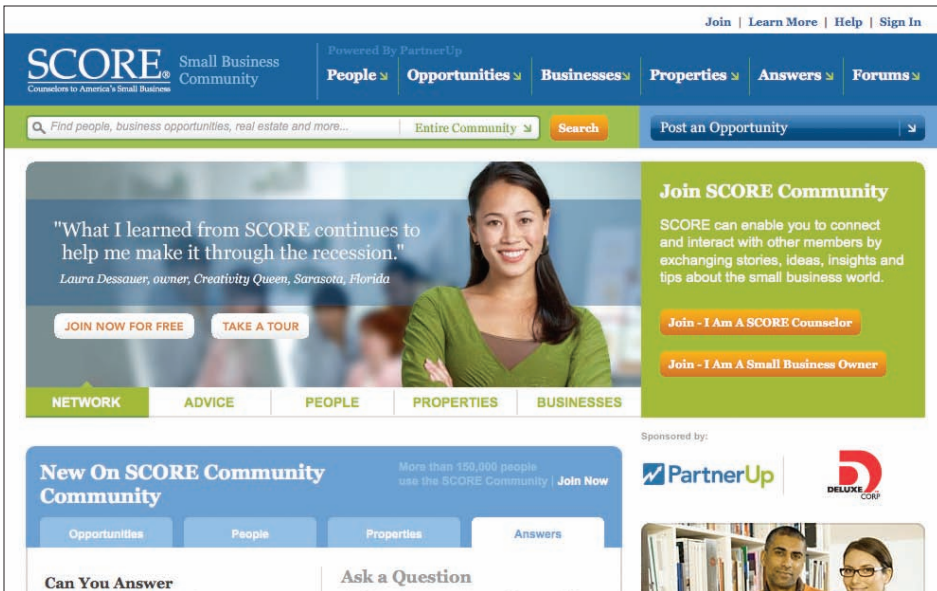 Join | Learn More | Help | Sign In
SCORE®
Counselors to America's Small Business
Small Business
Community
Powered By PartnerUp
People
Opportunities
Businesses
Properties
Answers
Forums
Find people, business opportunities, real estate and more...
Entire Community
Search
Post an Opportunity
"What I learned from SCORE continues to
help me make it through the recession."
Laura Dessauer, owner, Creativity Queen, Sarasota, Florida
JOIN NOW FOR FREE
TAKE A TOUR
NETWORK
ADVICE
PEOPLE
PROPERTIES
BUSINESSES
Join SCORE Community
SCORE can enable you to connect
and interact with other members by
exchanging stories, ideas, insights and
tips about the small business world.
Join - I Am A SCORE Counselor
Join - I Am A Small Business Owner
Sponsored by:
PartnerUp
DELUXE
CORP
New On SCORE Community
Community
More than 150,000 people
use the SCORE Community | Join Now
Opportunities
People
Properties
Answers
Can You Answer
Ask a Question